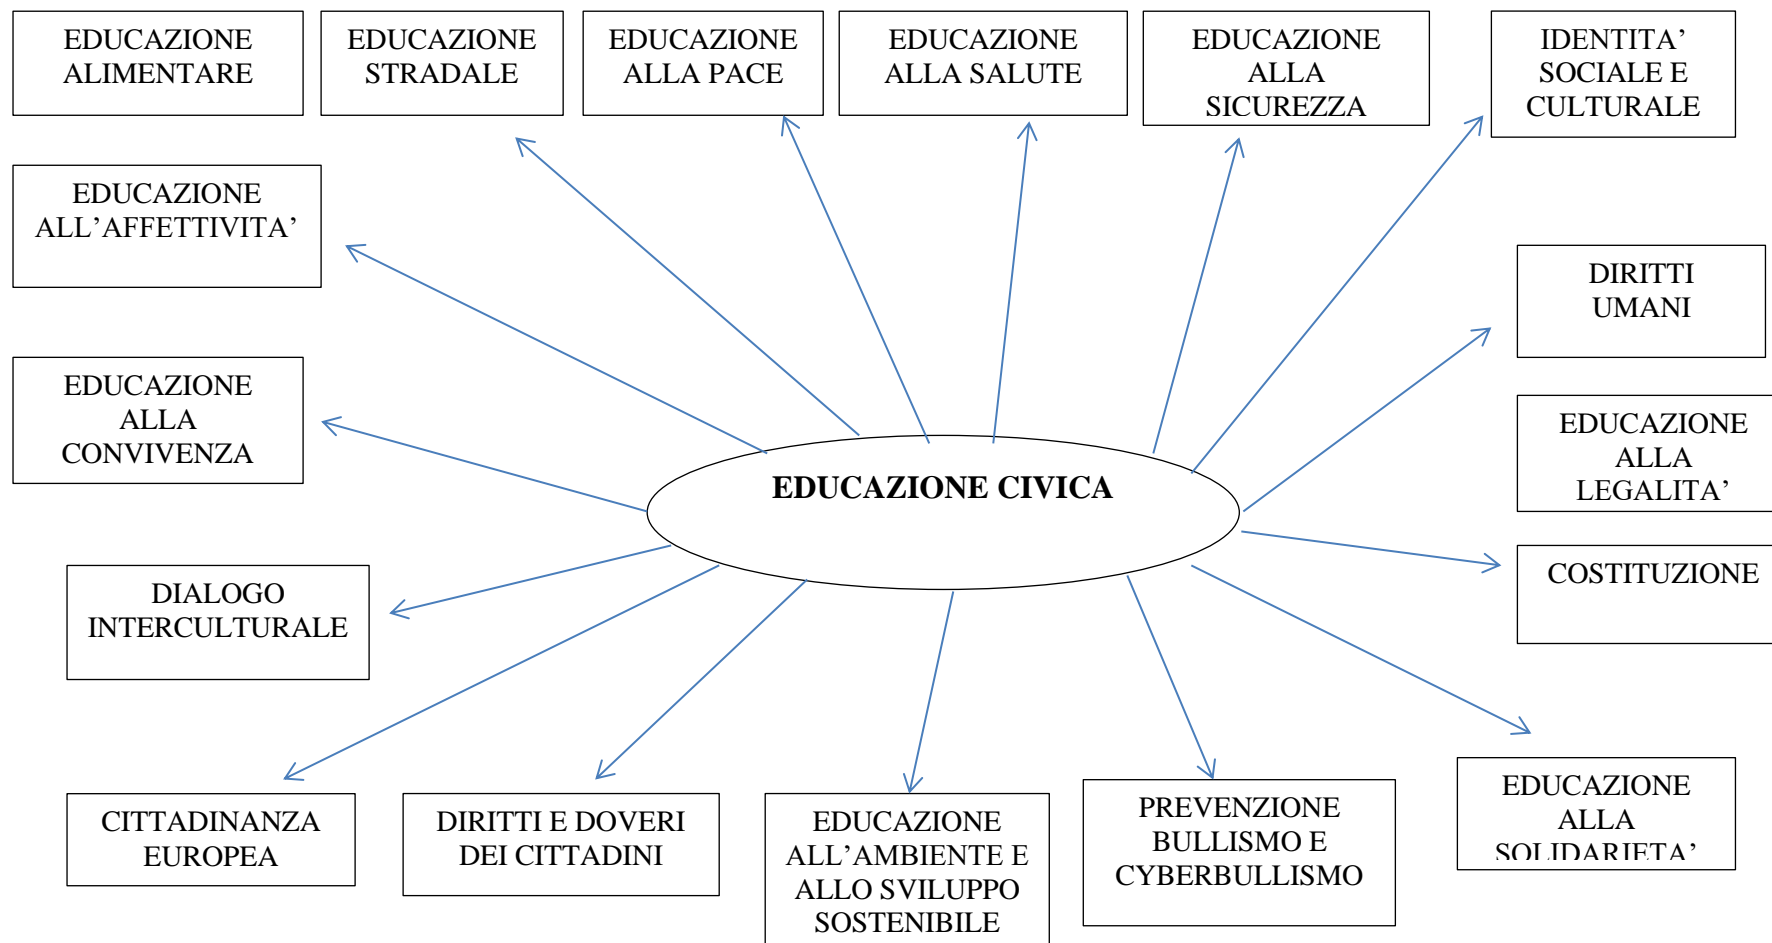 EDUCAZIONE
ALIMENTARE
EDUCAZIONE
STRADALE
EDUCAZIONE
ALLA PACE
EDUCAZIONE
ALLA SALUTE
EDUCAZIONE
ALLA
SICUREZZA
IDENTITA’
SOCIALE E
CULTURALE
EDUCAZIONE
ALL’AFFETTIVITA’
DIRITTI
UMANI
EDUCAZIONE
ALLA
CONVIVENZA
EDUCAZIONE
ALLA
LEGALITA’
EDUCAZIONE CIVICA
DIALOGO
INTERCULTURALE
COSTITUZIONE
CITTADINANZA
EUROPEA
DIRITTI E DOVERI
DEI CITTADINI
EDUCAZIONE
ALL’AMBIENTE E
ALLO SVILUPPO
SOSTENIBILE
PREVENZIONE
BULLISMO E
CYBERBULLISMO
EDUCAZIONE
ALLA
SOLIDARIETA’